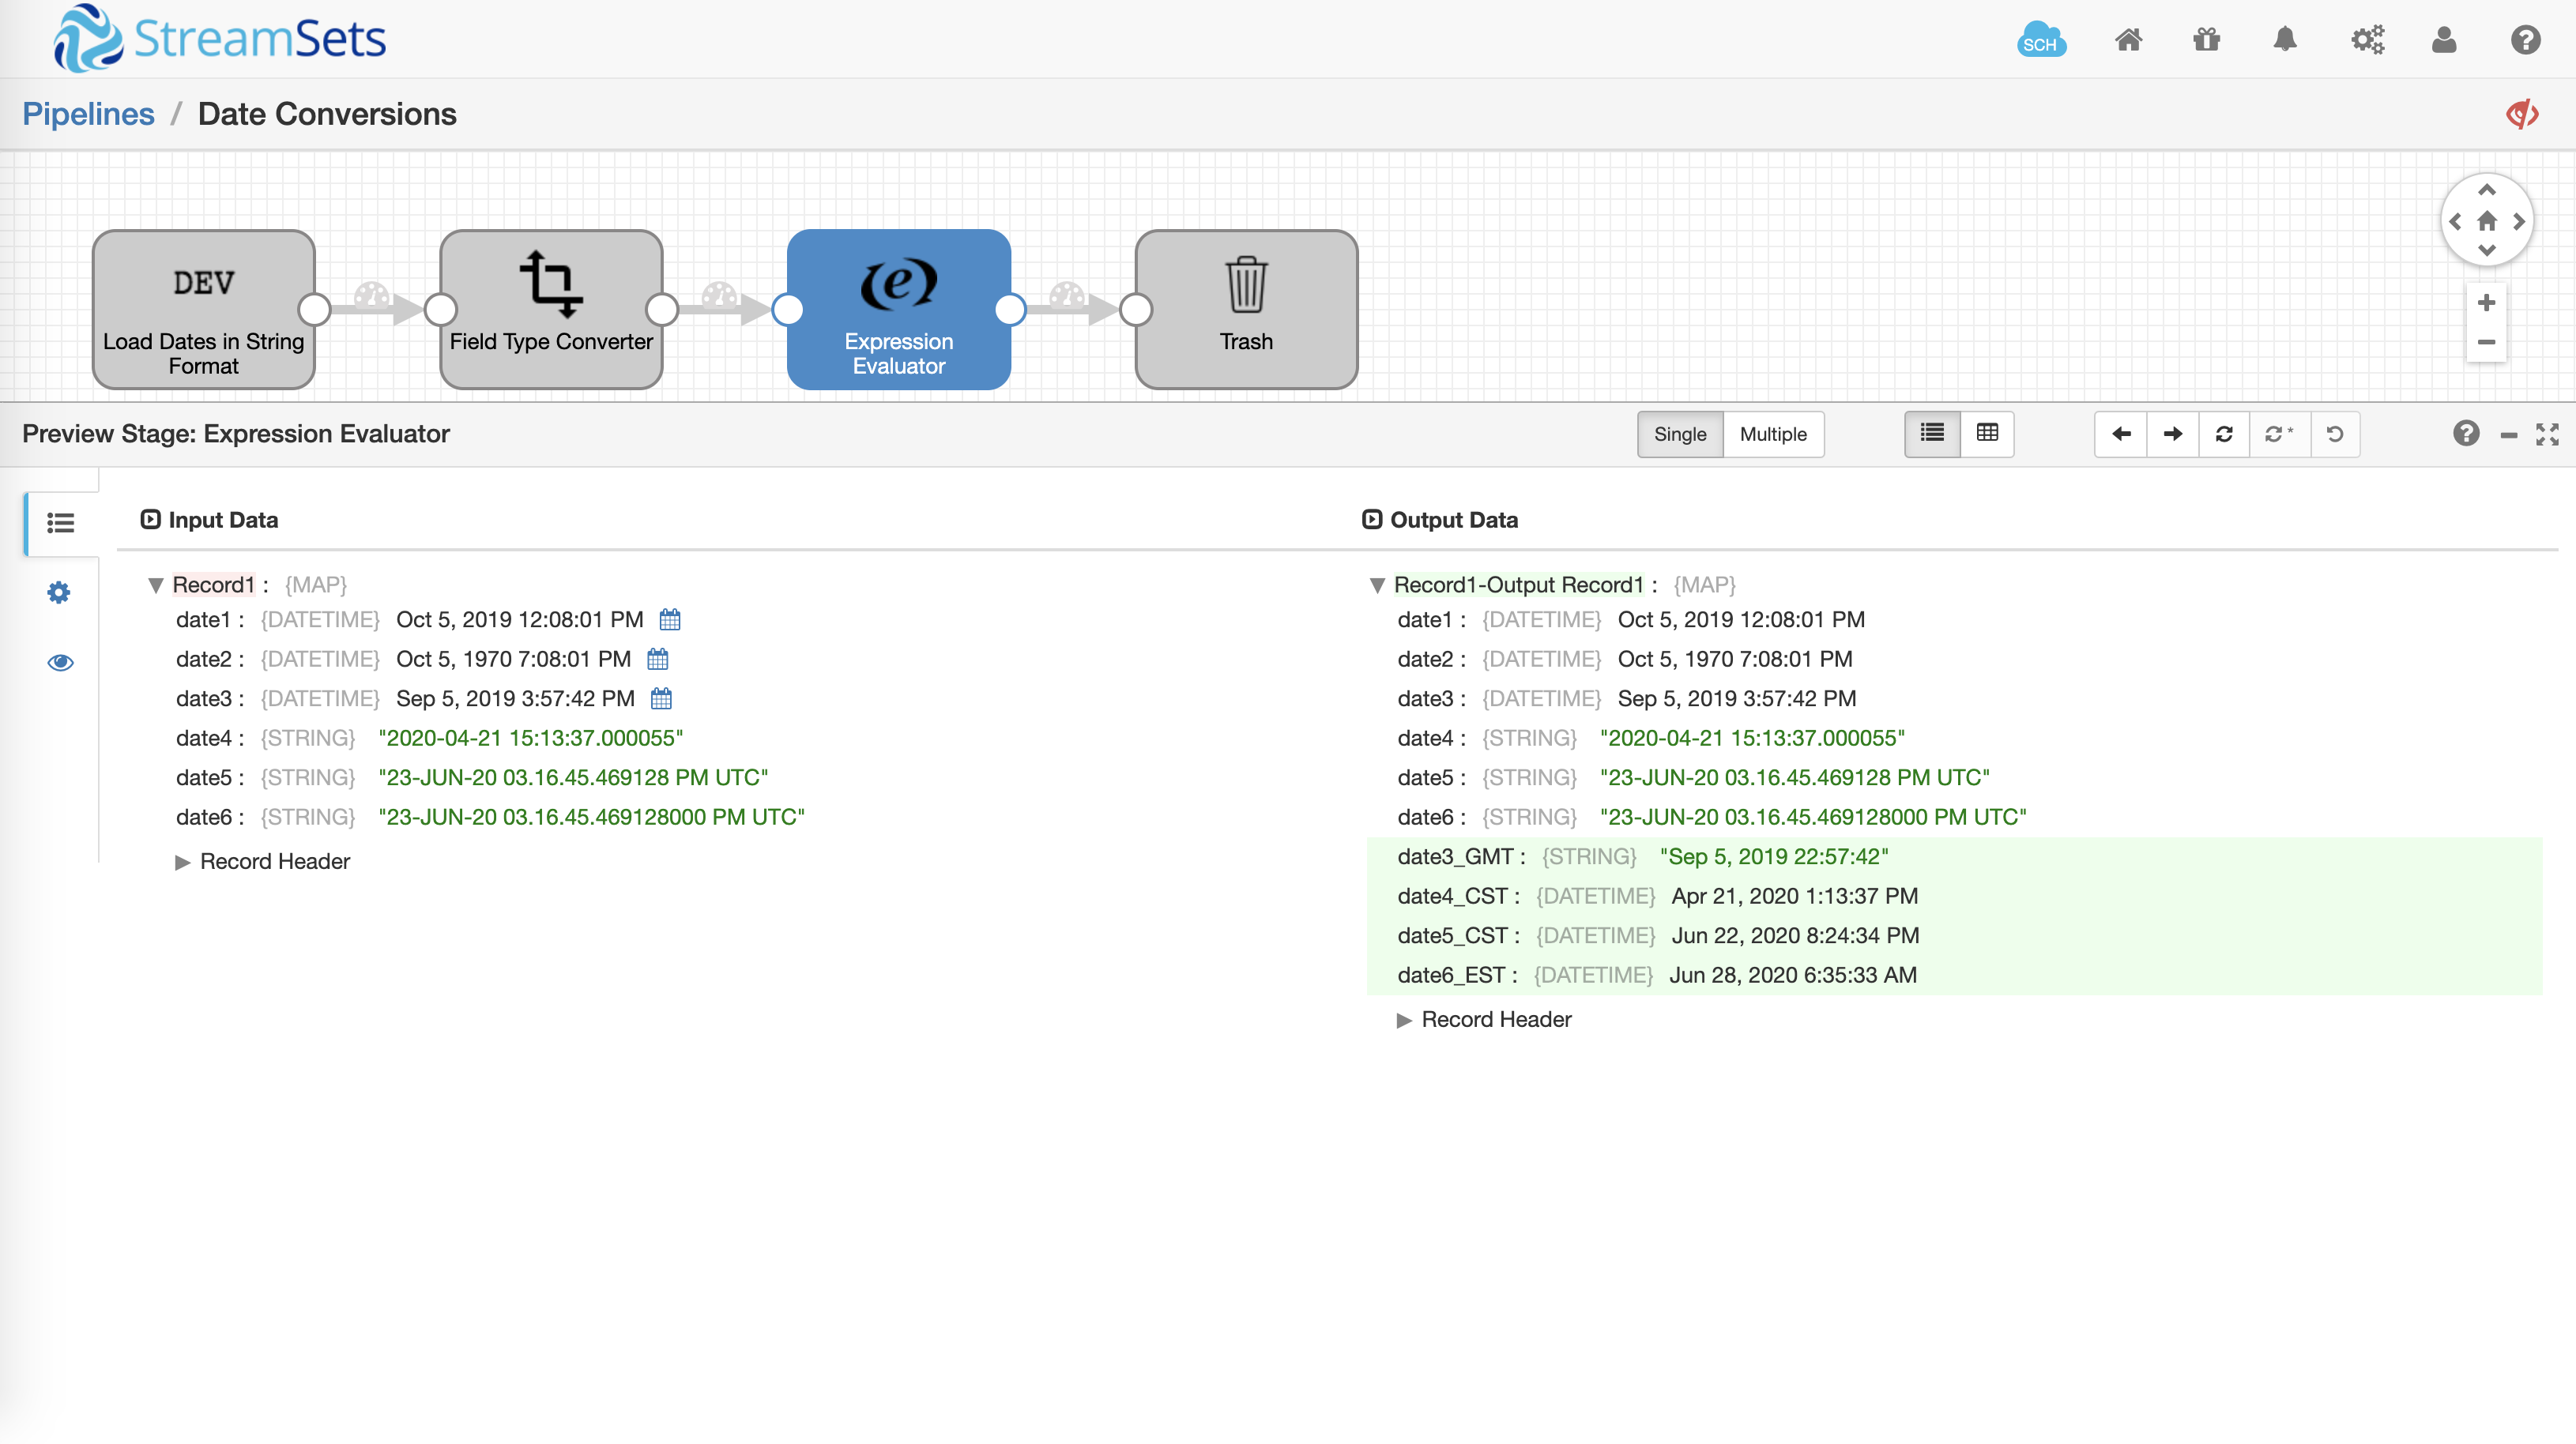 StreamSets
SCH
Pipelines / Date Conversions
DEV
Load Dates in String
Format
Field Type Converter
(e)
Expression
Evaluator
Trash
Preview Stage: Expression Evaluator
Single
Multiple
Input Data
Record1 : {MAP}
date1 : {DATETIME} Oct 5, 2019 12:08:01 PM
date2 : {DATETIME} Oct 5, 1970 7:08:01 PM
date3 : {DATETIME} Sep 5, 2019 3:57:42 PM
date4 : {STRING} "2020-04-21 15:13:37.000055"
date5 : {STRING} "23-JUN-20 03.16.45.469128 PM UTC"
date6 : {STRING} "23-JUN-20 03.16.45.469128000 PM UTC"
Record Header
Output Data
Record1-Output Record1 : {MAP}
date1 : {DATETIME} Oct 5, 2019 12:08:01 PM
date2 : {DATETIME} Oct 5, 1970 7:08:01 PM
date3 : {DATETIME} Sep 5, 2019 3:57:42 PM
date4 : {STRING} "2020-04-21 15:13:37.000055"
date5 : {STRING} "23-JUN-20 03.16.45.469128 PM UTC"
date6 : {STRING} "23-JUN-20 03.16.45.469128000 PM UTC"
date3_GMT : {STRING} "Sep 5, 2019 22:57:42"
date4_CST : {DATETIME} Apr 21, 2020 1:13:37 PM
date5_CST : {DATETIME} Jun 22, 2020 8:24:34 PM
date6_EST : {DATETIME} Jun 28, 2020 6:35:33 AM
Record Header